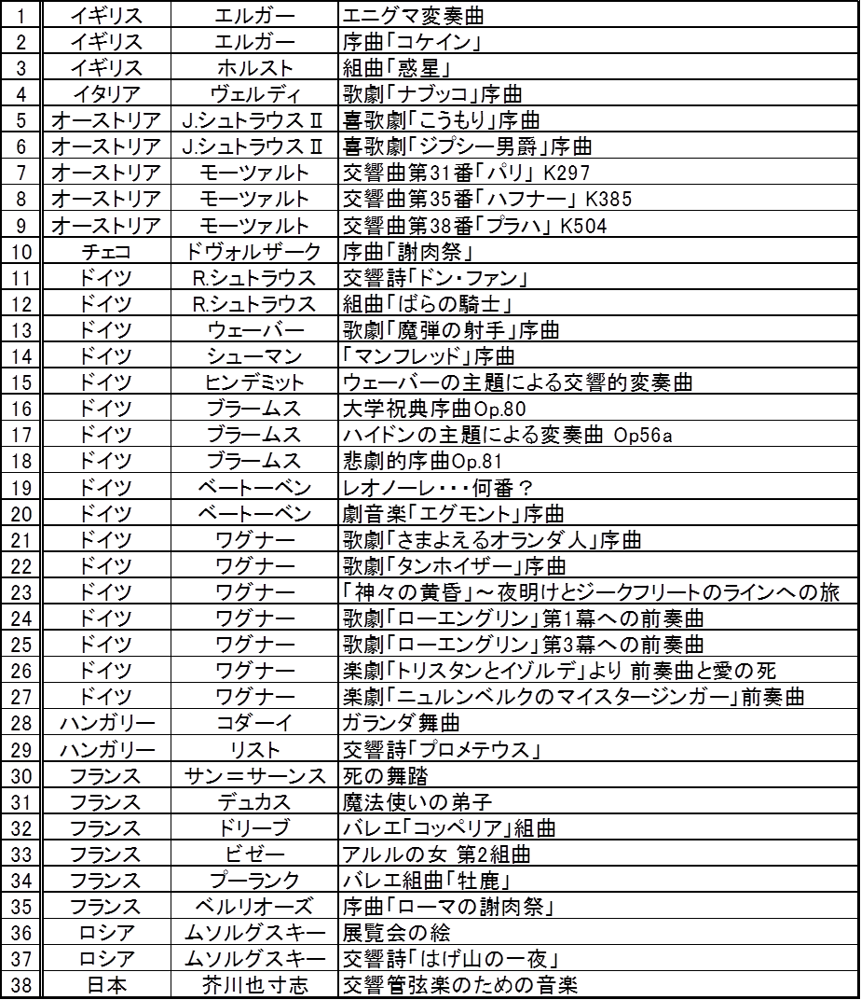 1 イギリス エルガー エニグマ変奏曲
2 イギリス エルガー 序曲「コケイン」
3 イギリス ホルスト 組曲「惑星」
4 イタリア ヴェルディ 歌劇「ナブッコ」序曲
5 オーストリア J.シュトラウスⅡ 喜歌劇「こうもり」序曲
6 オーストリア J.シュトラウスⅡ 喜歌劇「ジプシー男爵」序曲
7 オーストリア モーツァルト 交響曲第31番「パリ」 K297
8 オーストリア モーツァルト 交響曲第35番「ハフナー」 K385
9 オーストリア モーツァルト 交響曲第38番「プラハ」 K504
10 チェコ ドヴォルザーク 序曲「謝肉祭」
11 ドイツ R.シュトラウス 交響詩「ドン・ファン」
12 ドイツ R.シュトラウス 組曲「ばらの騎士」
13 ドイツ ウェーバー 歌劇「魔弾の射手」序曲
14 ドイツ シューマン 「マンフレッド」序曲
15 ドイツ ヒンデミット ウェーバーの主題による交響的変奏曲
16 ドイツ ブラームス 大学祝典序曲Op.80
17 ドイツ ブラームス ハイドンの主題による変奏曲 Op56a
18 ドイツ ブラームス 悲劇的序曲Op.81
19 ドイツ ベートーベン レオノーレ・・・何番？
20 ドイツ ベートーベン 劇音楽「エグモント」序曲
21 ドイツ ワグナー 歌劇「さまよえるオランダ人」序曲
22 ドイツ ワグナー 歌劇「タンホイザー」序曲
23 ドイツ ワグナー 「神々の黄昏」～夜明けとジークフリートのラインへの旅
24 ドイツ ワグナー 歌劇「ローエングリン」第1幕への前奏曲
25 ドイツ ワグナー 歌劇「ローエングリン」第3幕への前奏曲
26 ドイツ ワグナー 楽劇「トリスタンとイゾルデ」より 前奏曲と愛の死
27 ドイツ ワグナー 楽劇「ニュルンベルクのマイスタージンガー」前奏曲
28 ハンガリー コダーイ ガランダ舞曲
29 ハンガリー リスト 交響詩「プロメテウス」
30 フランス サン＝サーンス 死の舞踏
31 フランス デュカス 魔法使いの弟子
32 フランス ドリーブ バレエ「コッペリア」組曲
33 フランス ビゼー アルルの女 第2組曲
34 フランス プーランク バレエ組曲「牡鹿」
35 フランス ベルリオーズ 序曲「ローマの謝肉祭」
36 ロシア ムソルグスキー 展覧会の絵
37 ロシア ムソルグスキー 交響詩「はげ山の一夜」
38 日本 芥川也寸志 交響管弦楽のための音楽